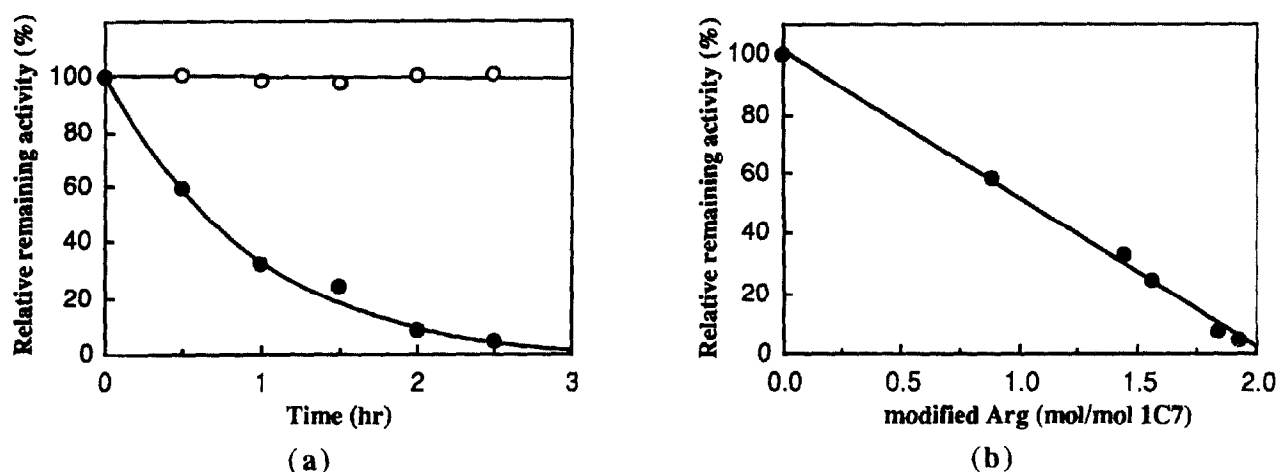 Relative remaining activity (%)
100
80
60
40
20
0
0 1 2 3
Time (hr)
(a)
Relative remaining activity (%)
100
80
60
40
20
0
0.0 0.5 1.0 1.5 2.0
modified Arg (mol/mol 1C7)
(b)